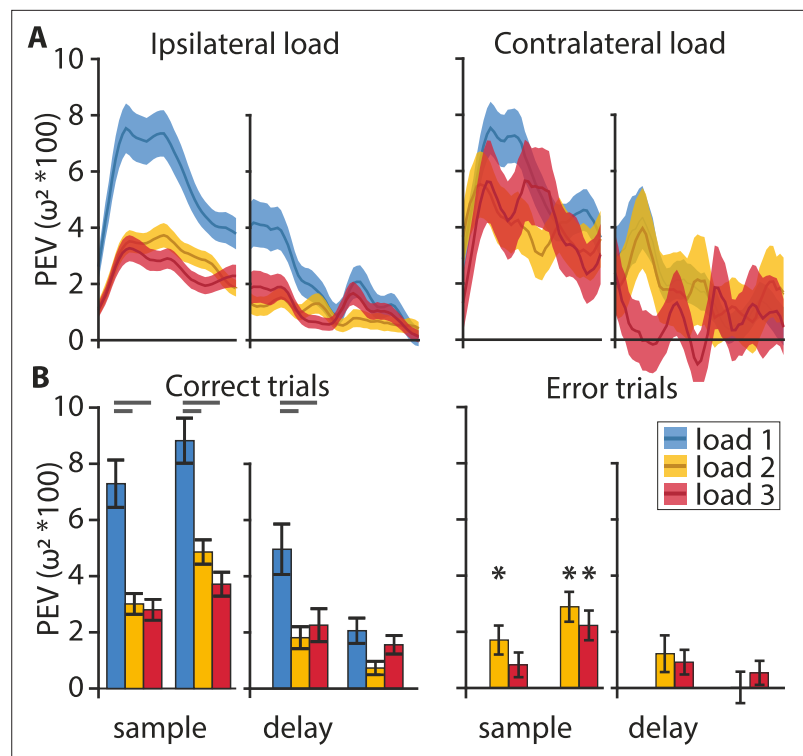 A
Ipsilateral load
Contralateral load
PEV (ω² *100)
10
8
6
4
2
0
B
Correct trials
Error trials
PEV (ω² *100)
10
8
6
4
2
0
load 1
load 2
load 3
*
* *
sample
delay
sample
delay